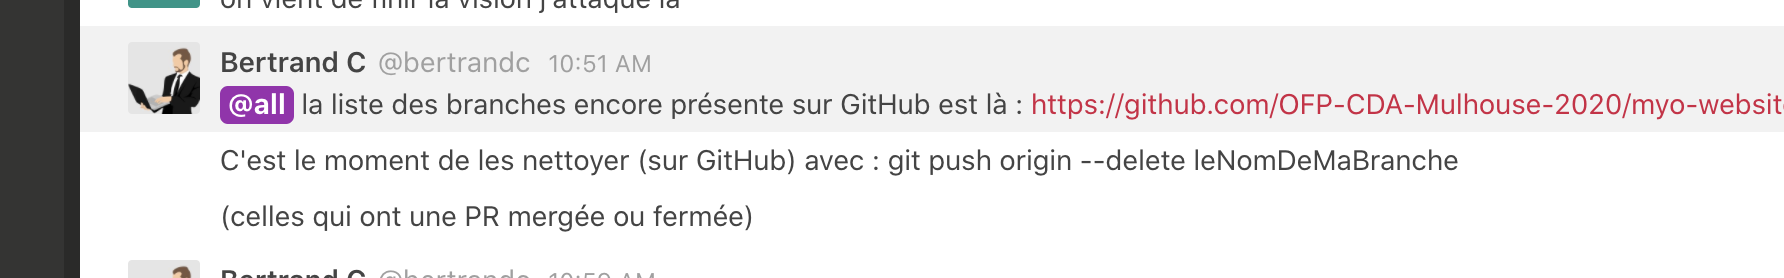 on vient de finir la vision j'attaque la
Bertrand C @bertrandc 10:51 AM
@all la liste des branches encore présente sur GitHub est là : https://github.com/OFP-CDA-Mulhouse-2020/myo-website
C'est le moment de les nettoyer (sur GitHub) avec : git push origin --delete leNomDeMaBranche
(celles qui ont une PR mergée ou fermée)
Bertrand C @bertrandc 10:59 AM